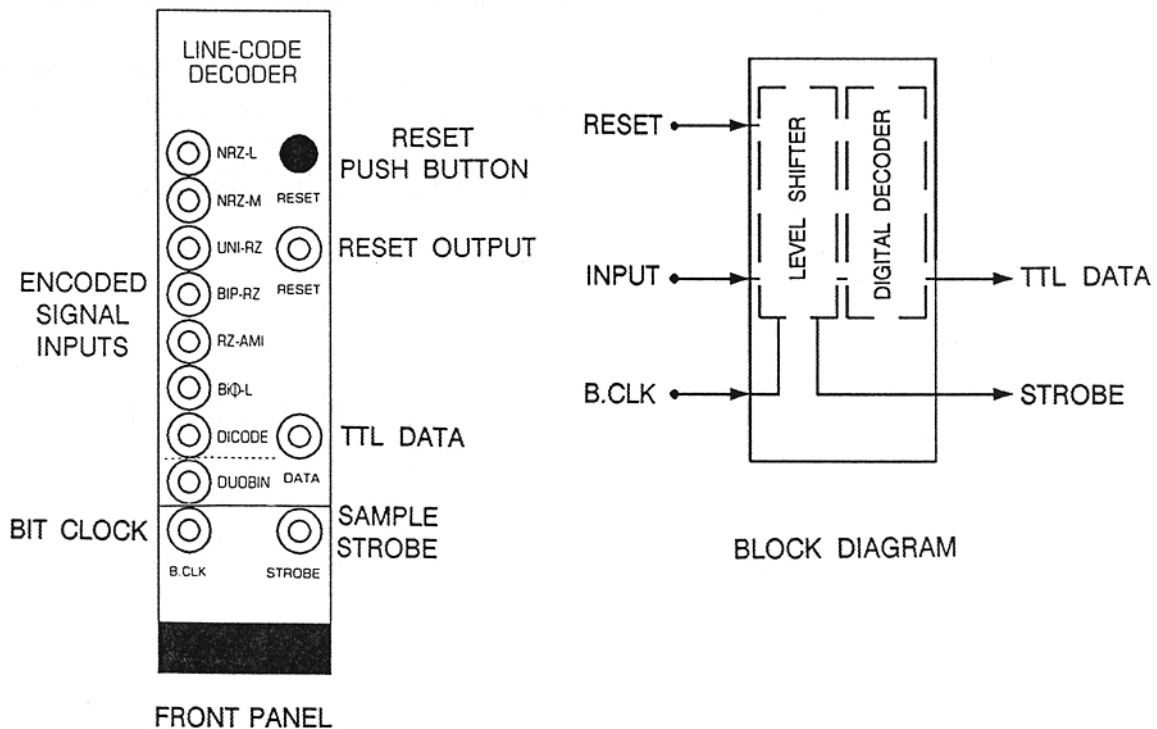 LINE-CODE
DECODER
NRZ-L
NRZ-M
UNI-RZ
BIP-RZ
RZ-AMI
BiΦ-L
DICODE
DUOBIN
B.CLK
RESET
RESET
DATA
STROBE
ENCODED
SIGNAL
INPUTS
BIT CLOCK
RESET
PUSH BUTTON
RESET OUTPUT
TTL DATA
SAMPLE
STROBE
FRONT PANEL
RESET
INPUT
B.CLK
LEVEL SHIFTER
DIGITAL DECODER
TTL DATA
STROBE
BLOCK DIAGRAM